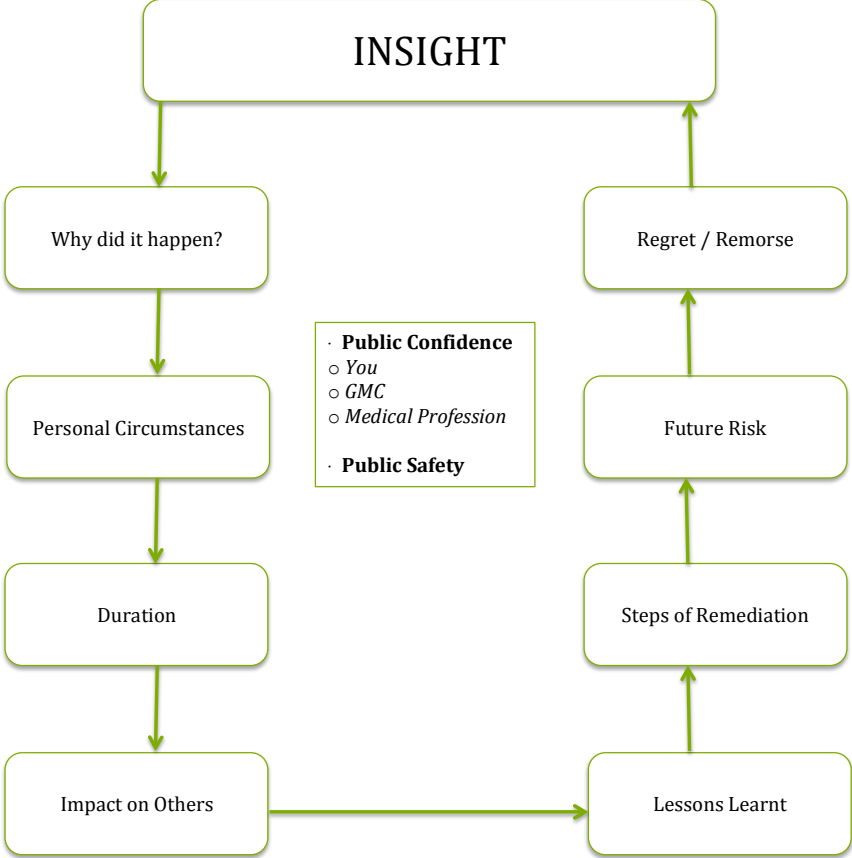 INSIGHT
Why did it happen?
Personal Circumstances
Duration
Impact on Others
Lessons Learnt
Steps of Remediation
Future Risk
Regret / Remorse
· Public Confidence
o You
o GMC
o Medical Profession
· Public Safety